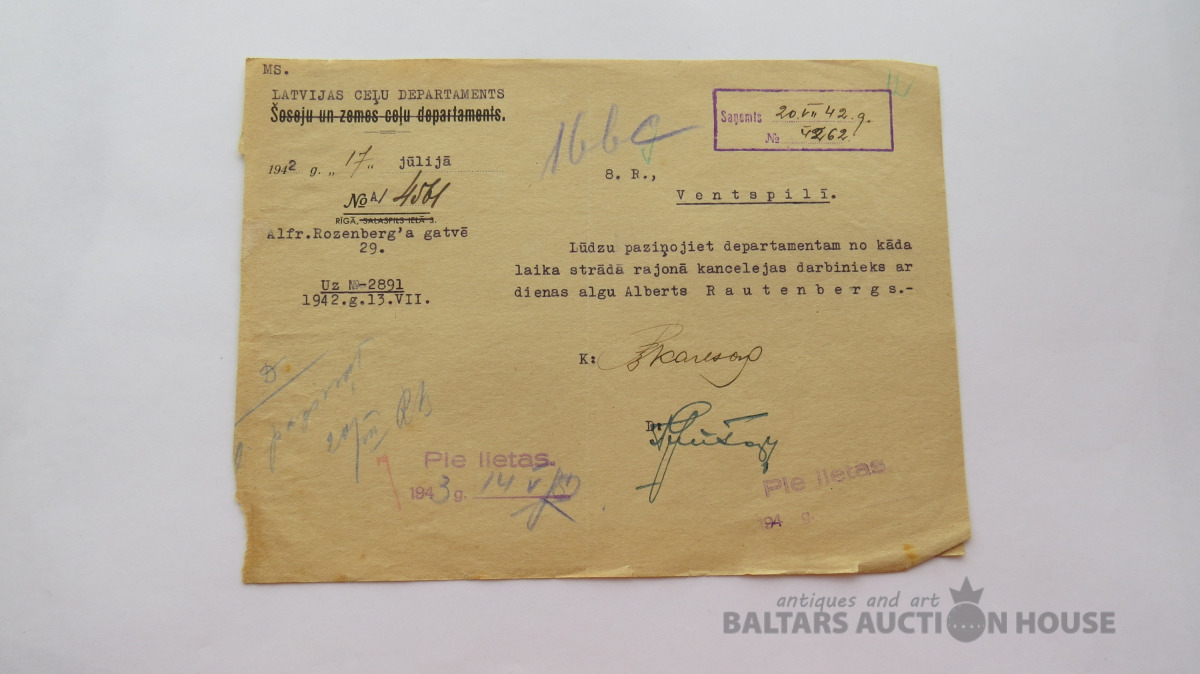 MS.
LATVIJAS CEĻU DEPARTAMENTS
Šoseju un zemes ceļu departaments.
1942 g. „ 17 „ jūlijā
No A/ 4561
RĪGĀ, SALASPILS IELĀ 3.
Alfr.Rozenberg'a gatvē
29.
Uz №-2891
1942.g.13.VII.
Saņemts 20.VII 42.g.
№ 4262
8. R.,
Ventspilī.
Lūdzu paziņojiet departamentam no kāda
laika strādā rajonā kancelejas darbinieks ar
dienas algu Alberts Rautenbergs.-
K:
D:
Pie lietas.
1943 g. 14 V
Pie lietas
194 g.
antiques and art
BALTARS AUCTION HOUSE